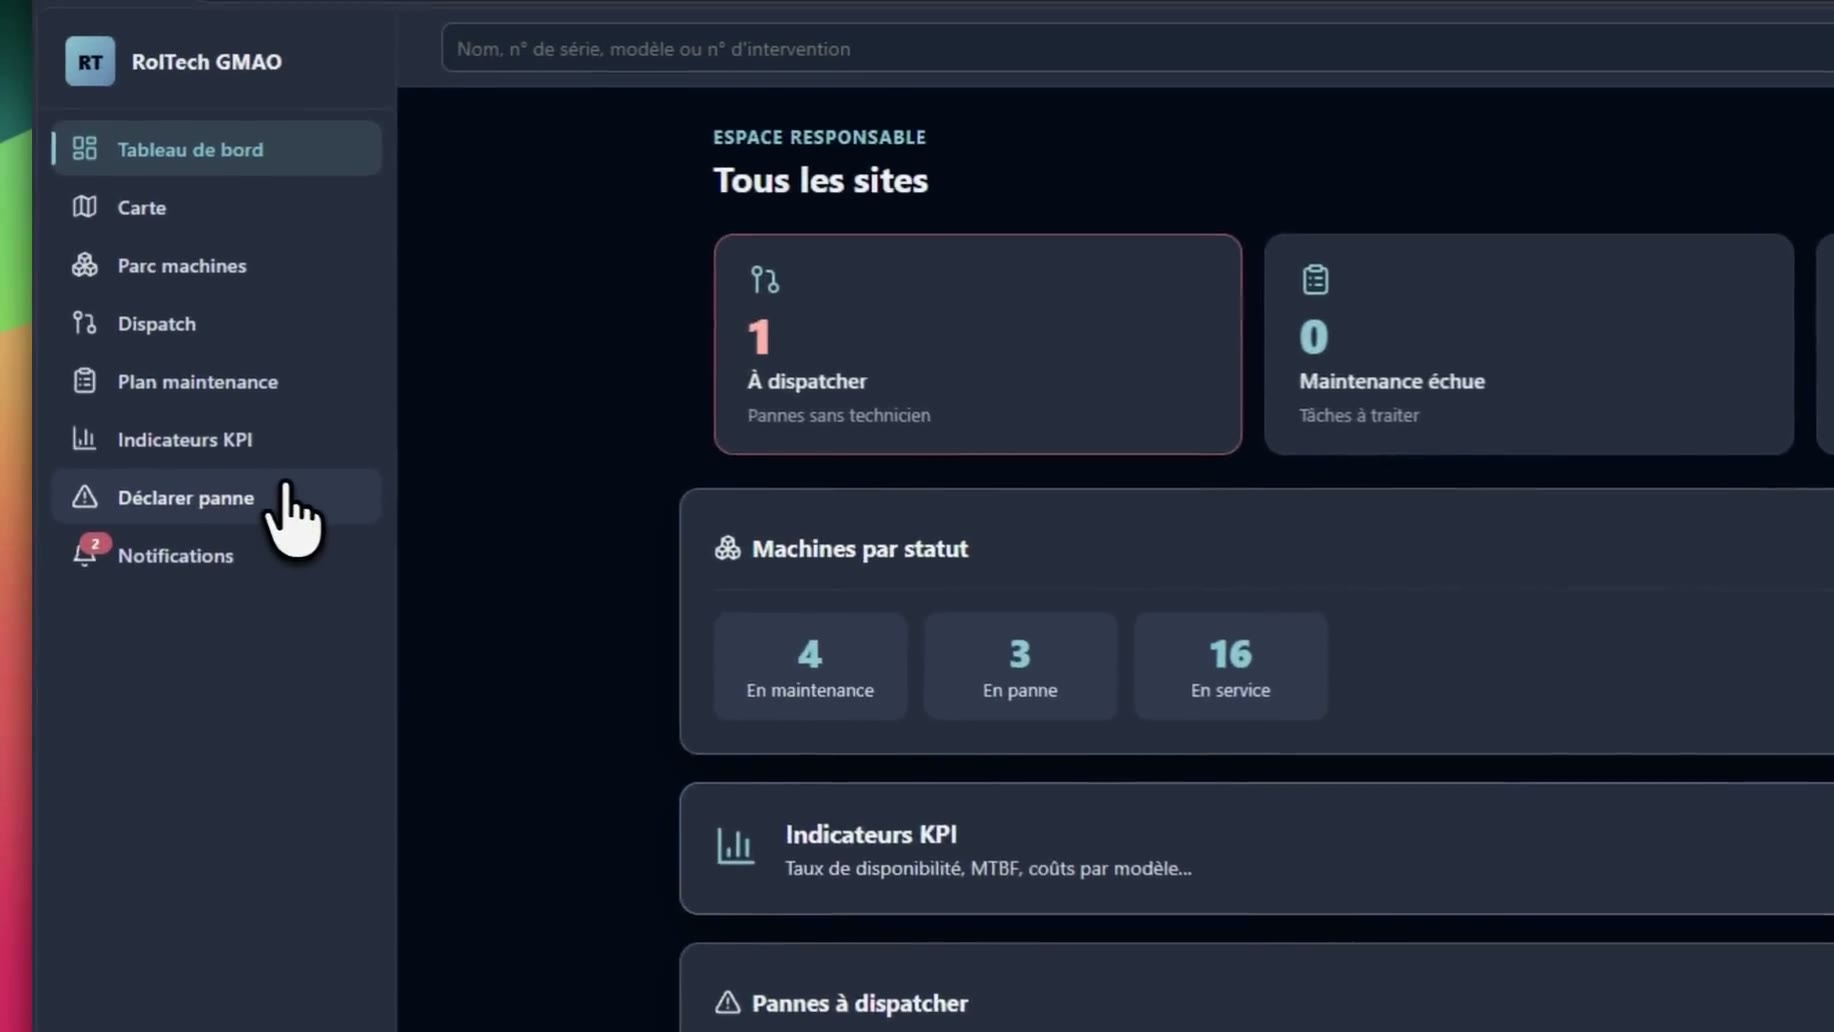 RT RolTech GMAO
Nom, n° de série, modèle ou n° d'intervention
Tableau de bord
Carte
Parc machines
Dispatch
Plan maintenance
Indicateurs KPI
Déclarer panne
2
Notifications
ESPACE RESPONSABLE
Tous les sites
1
À dispatcher
Pannes sans technicien
0
Maintenance échue
Tâches à traiter
Machines par statut
4
En maintenance
3
En panne
16
En service
Indicateurs KPI
Taux de disponibilité, MTBF, coûts par modèle...
Pannes à dispatcher